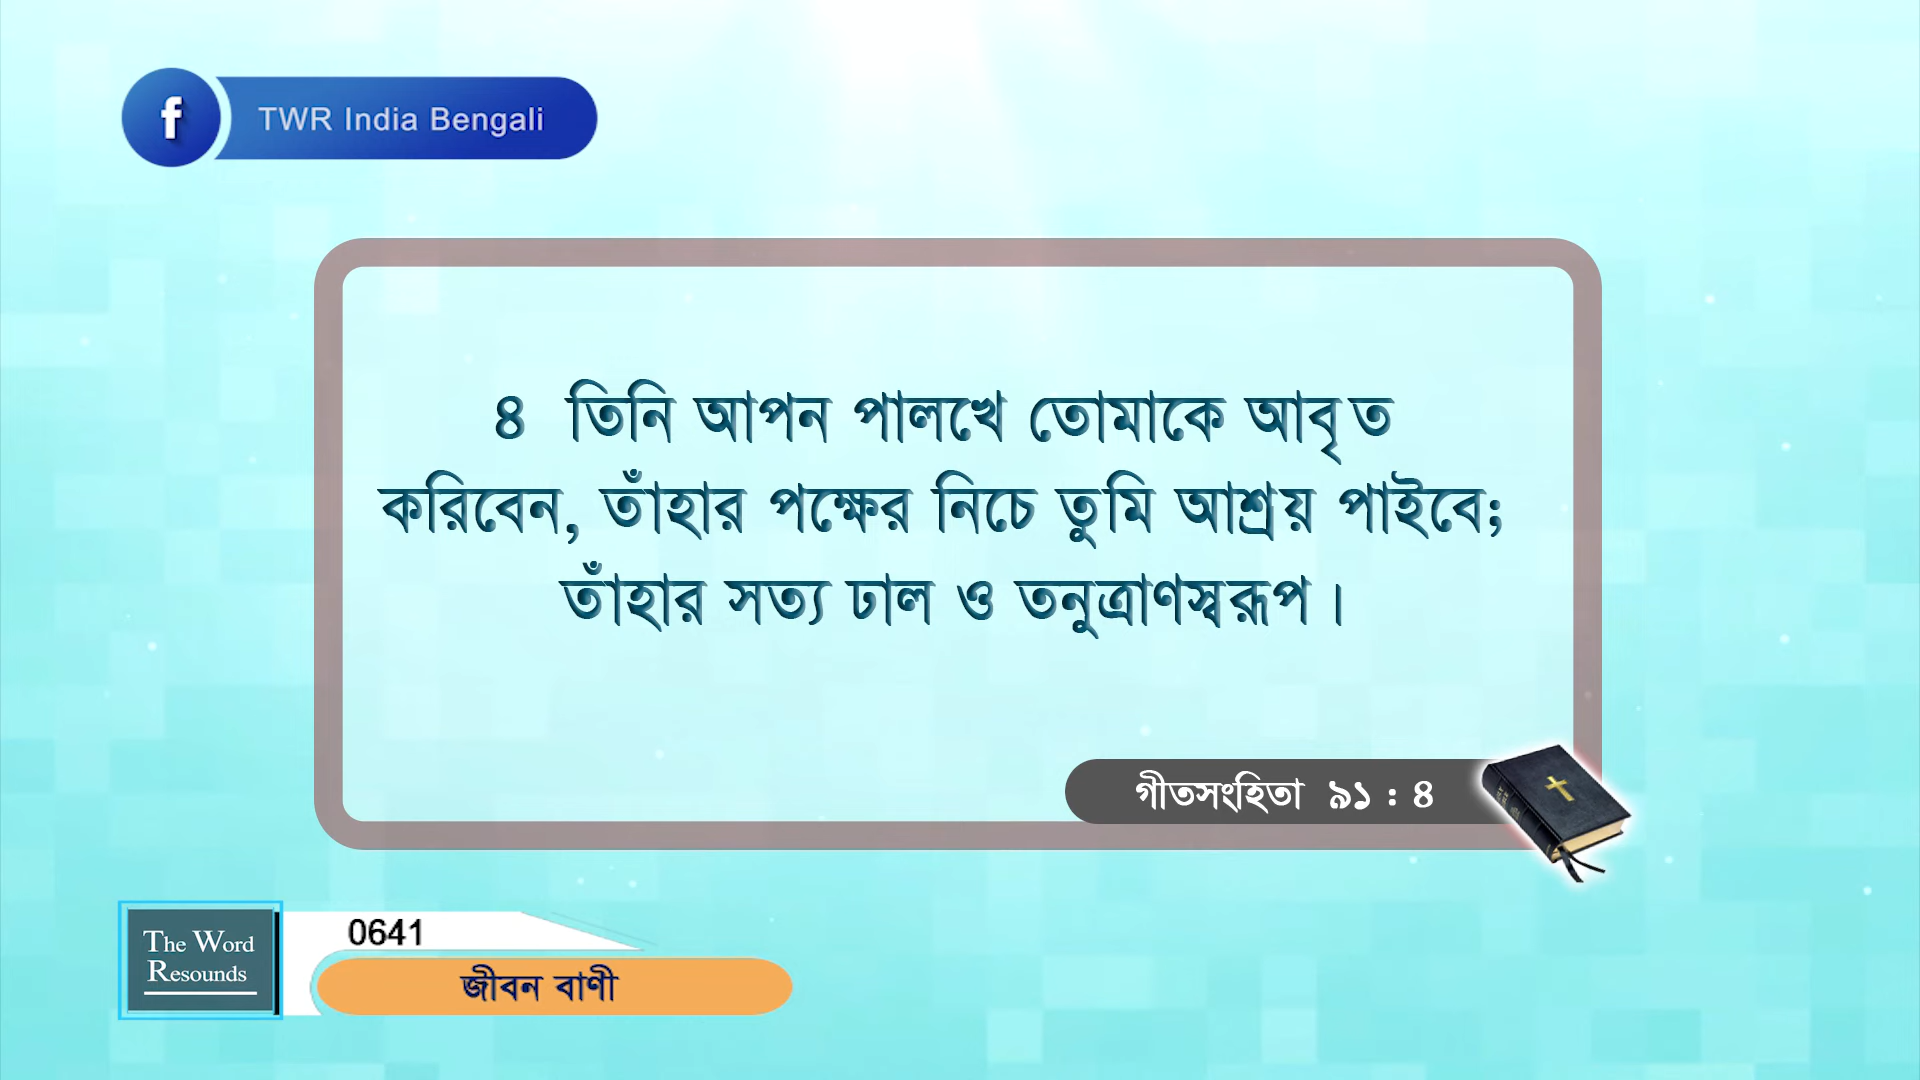 f
TWR India Bengali
৪ তিনি আপন পালখে তোমাকে আবৃত
করিবেন, তাঁহার পক্ষের নিচে তুমি আশ্রয় পাইবে;
তাঁহার সত্য ঢাল ও তনুত্রাণস্বরূপ।
গীতসংহিতা ৯১ : ৪
The Word
Resounds
0641
জীবন বাণী